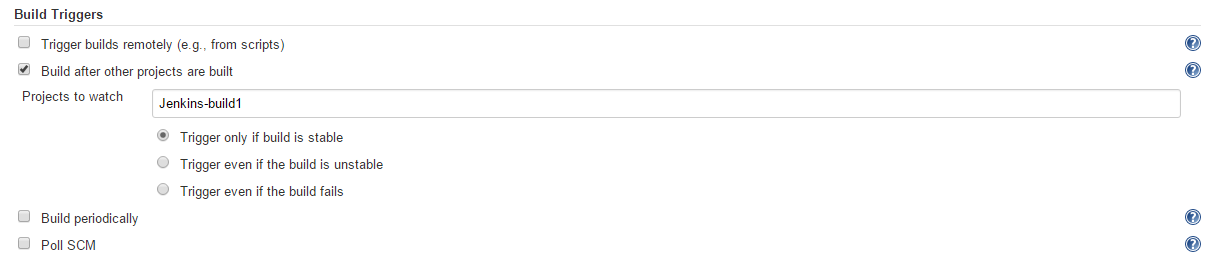 Build Triggers
Trigger builds remotely (e.g., from scripts)
Build after other projects are built
Projects to watch
Jenkins-build1
Trigger only if build is stable
Trigger even if the build is unstable
Trigger even if the build fails
Build periodically
Poll SCM